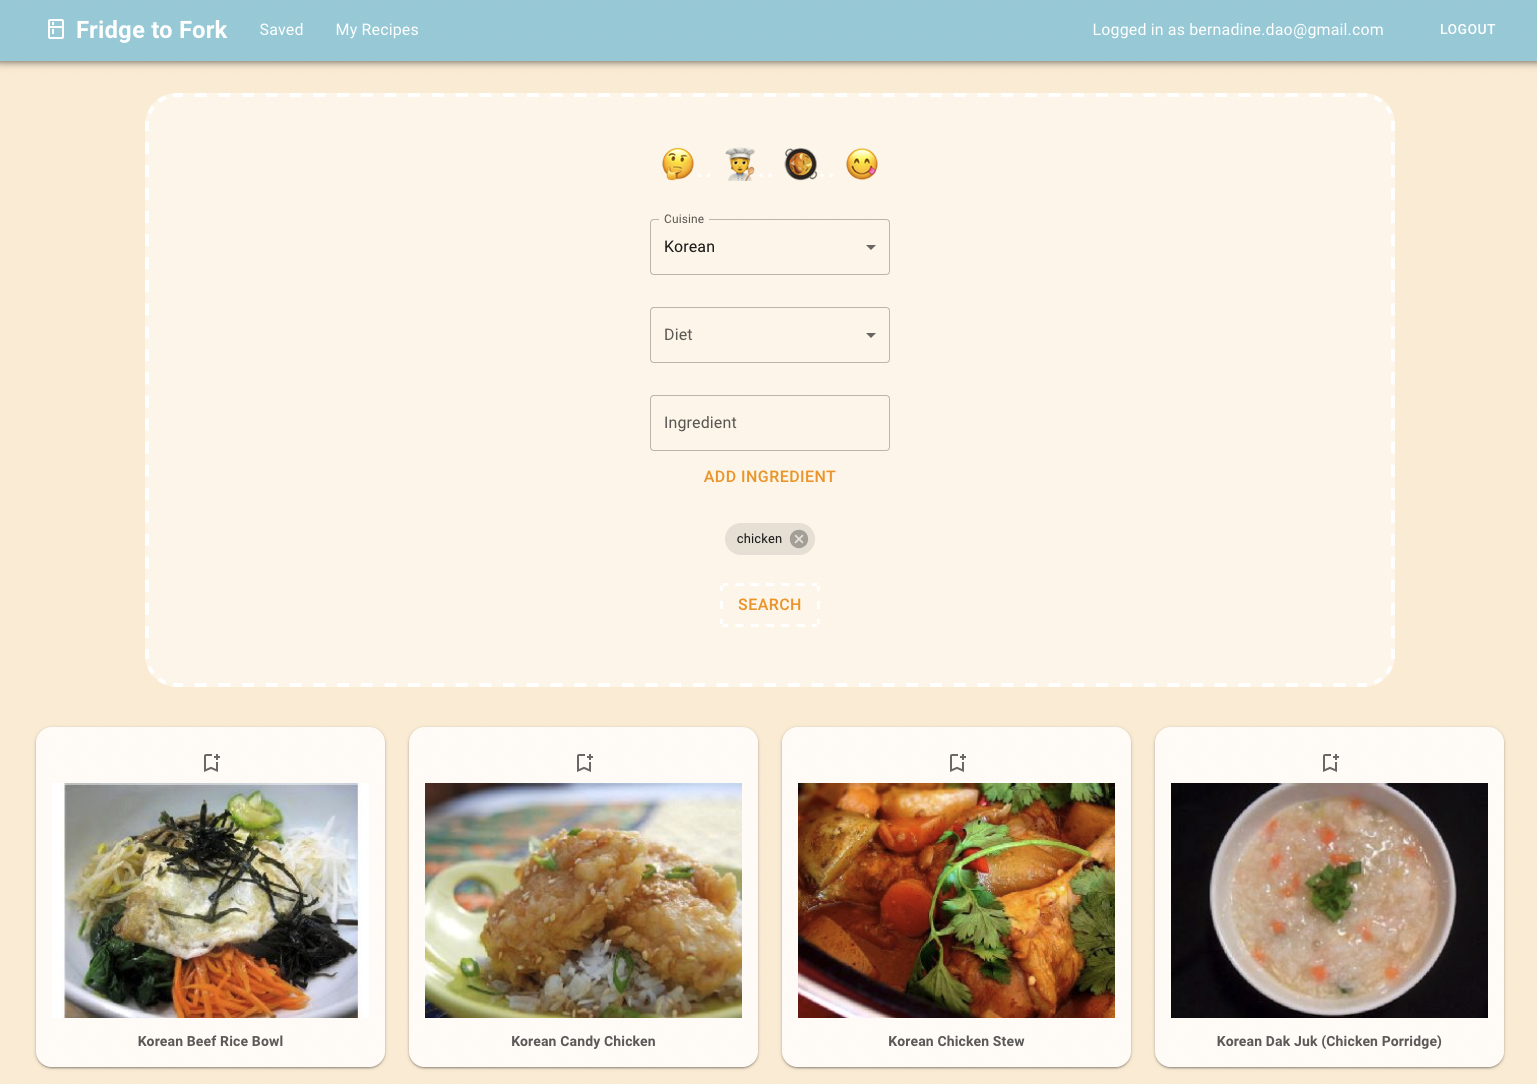 Fridge to Fork Saved My Recipes Logged in as bernadine.dao@gmail.com LOGOUT
Cuisine
Korean
Diet
Ingredient
ADD INGREDIENT
chicken
SEARCH
Korean Beef Rice Bowl
Korean Candy Chicken
Korean Chicken Stew
Korean Dak Juk (Chicken Porridge)